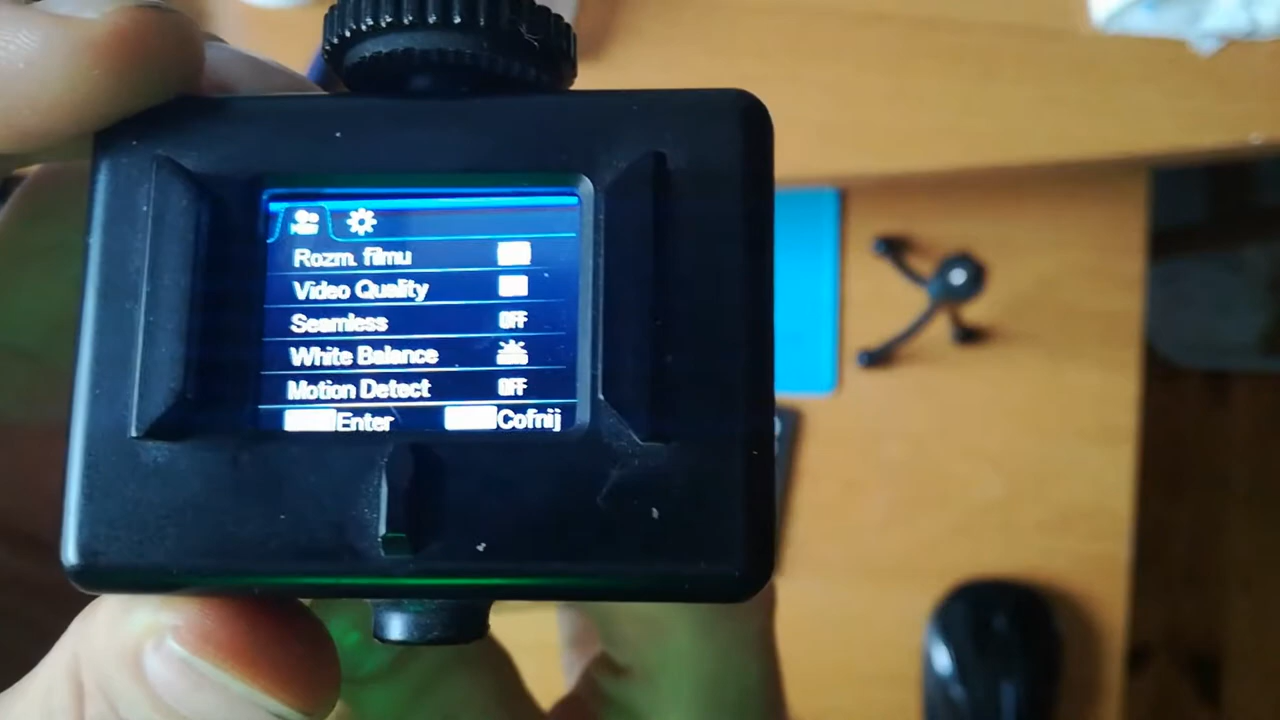 Rozm. filmu
Video Quality
Seamless OFF
White Balance
Motion Detect OFF
Enter Cofnij